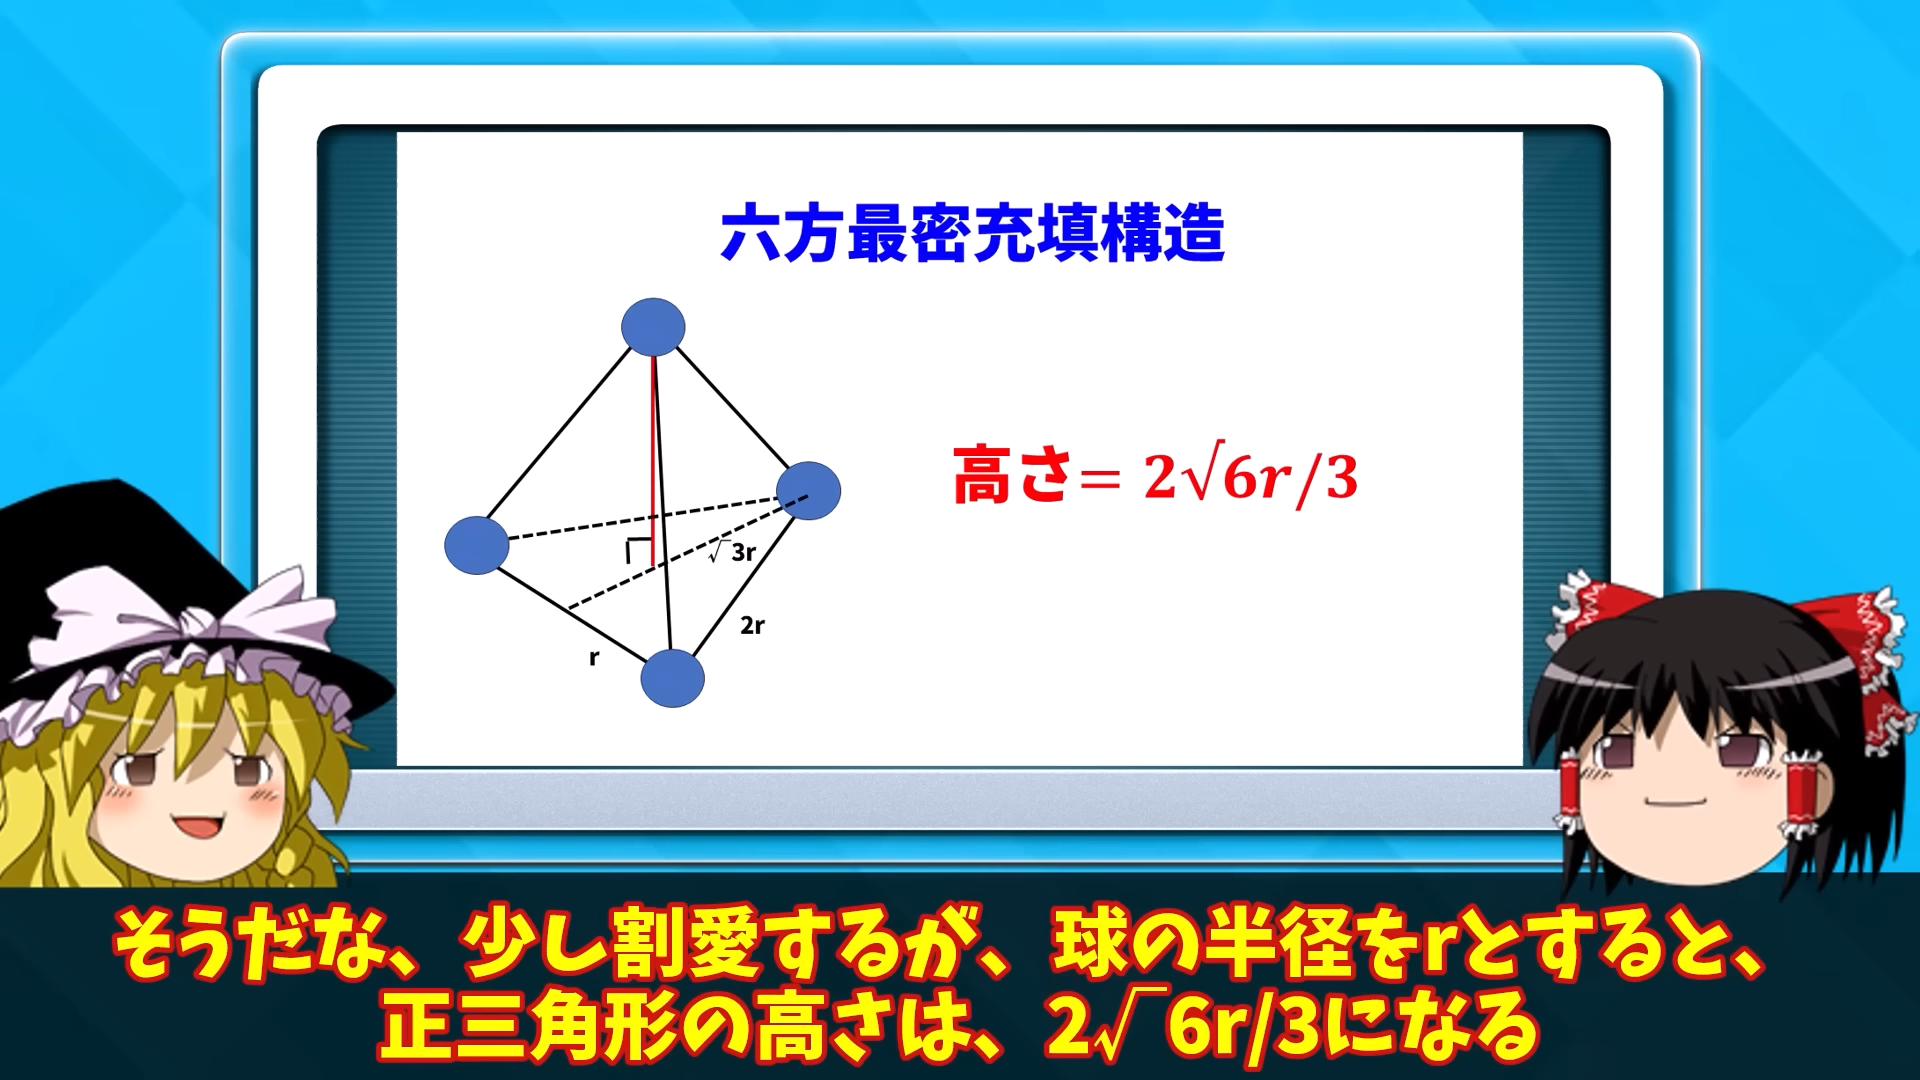 六方最密充填構造
高さ= 2√6r/3
√3r
2r
r
そうだな、少し割愛するが、球の半径をrとすると、
正三角形の高さは、2√6r/3になる